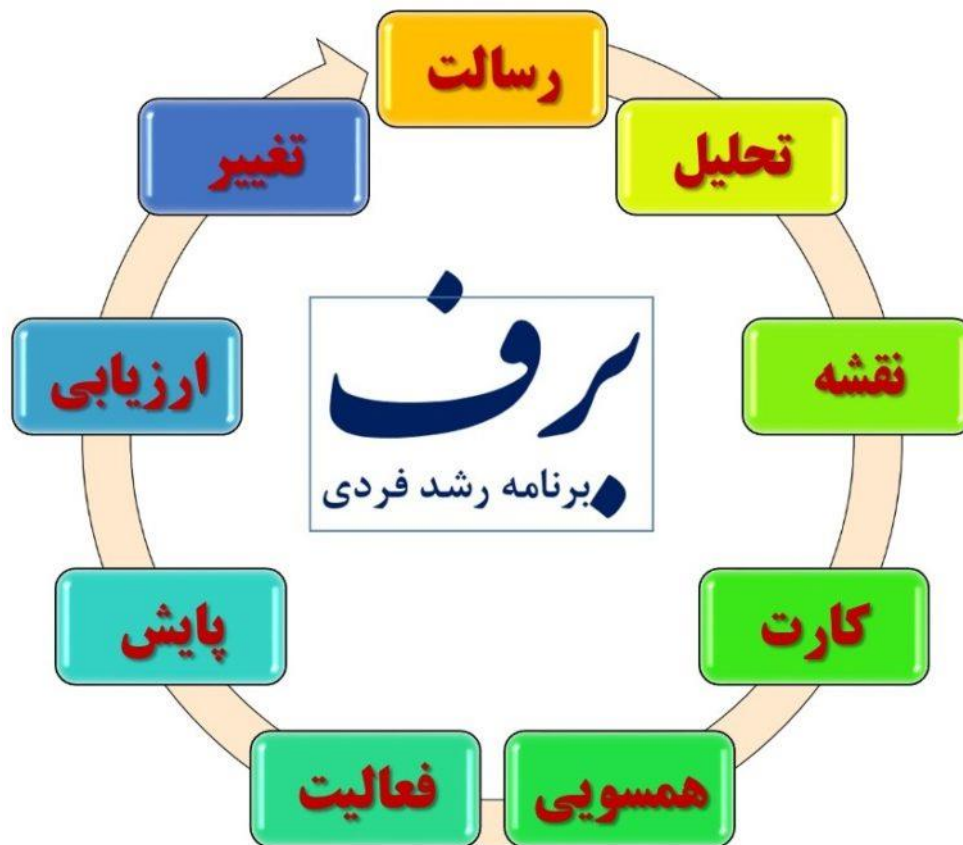 رسالت
تحلیل
نقشه
کارت
همسویی
فعالیت
پایش
ارزیابی
تغییر
برف
برنامه رشد فردی